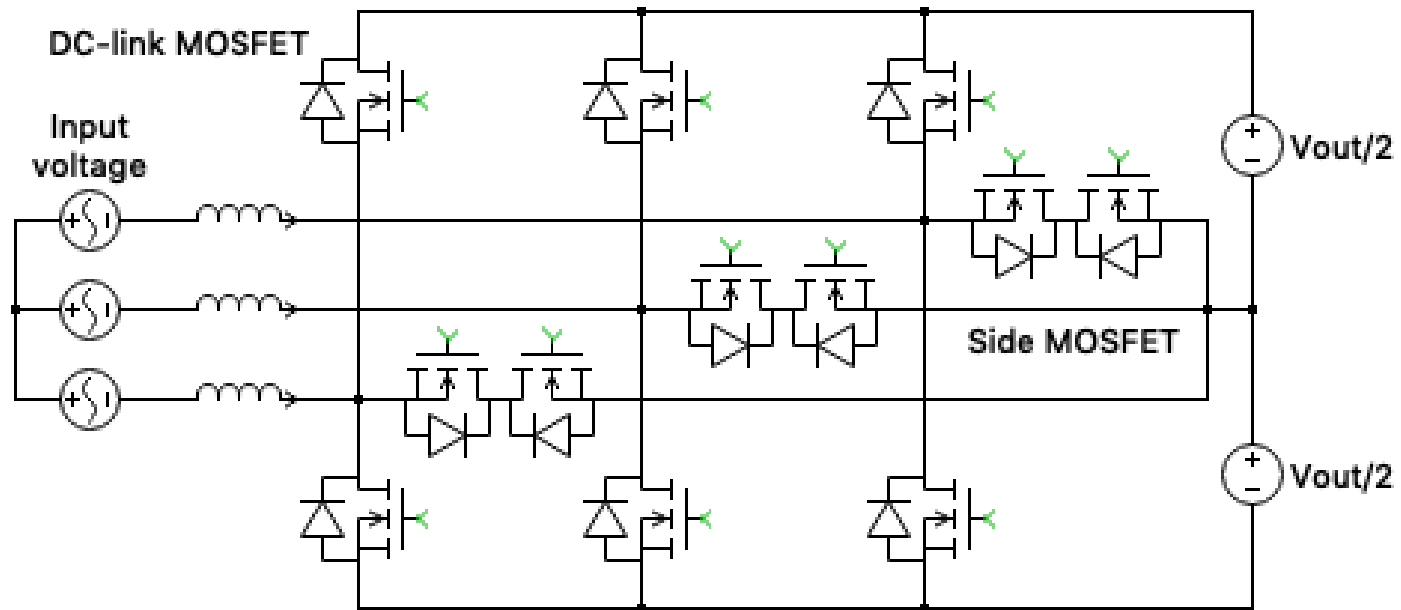 DC-link MOSFET
Input
voltage
Vout/2
Side MOSFET
Vout/2